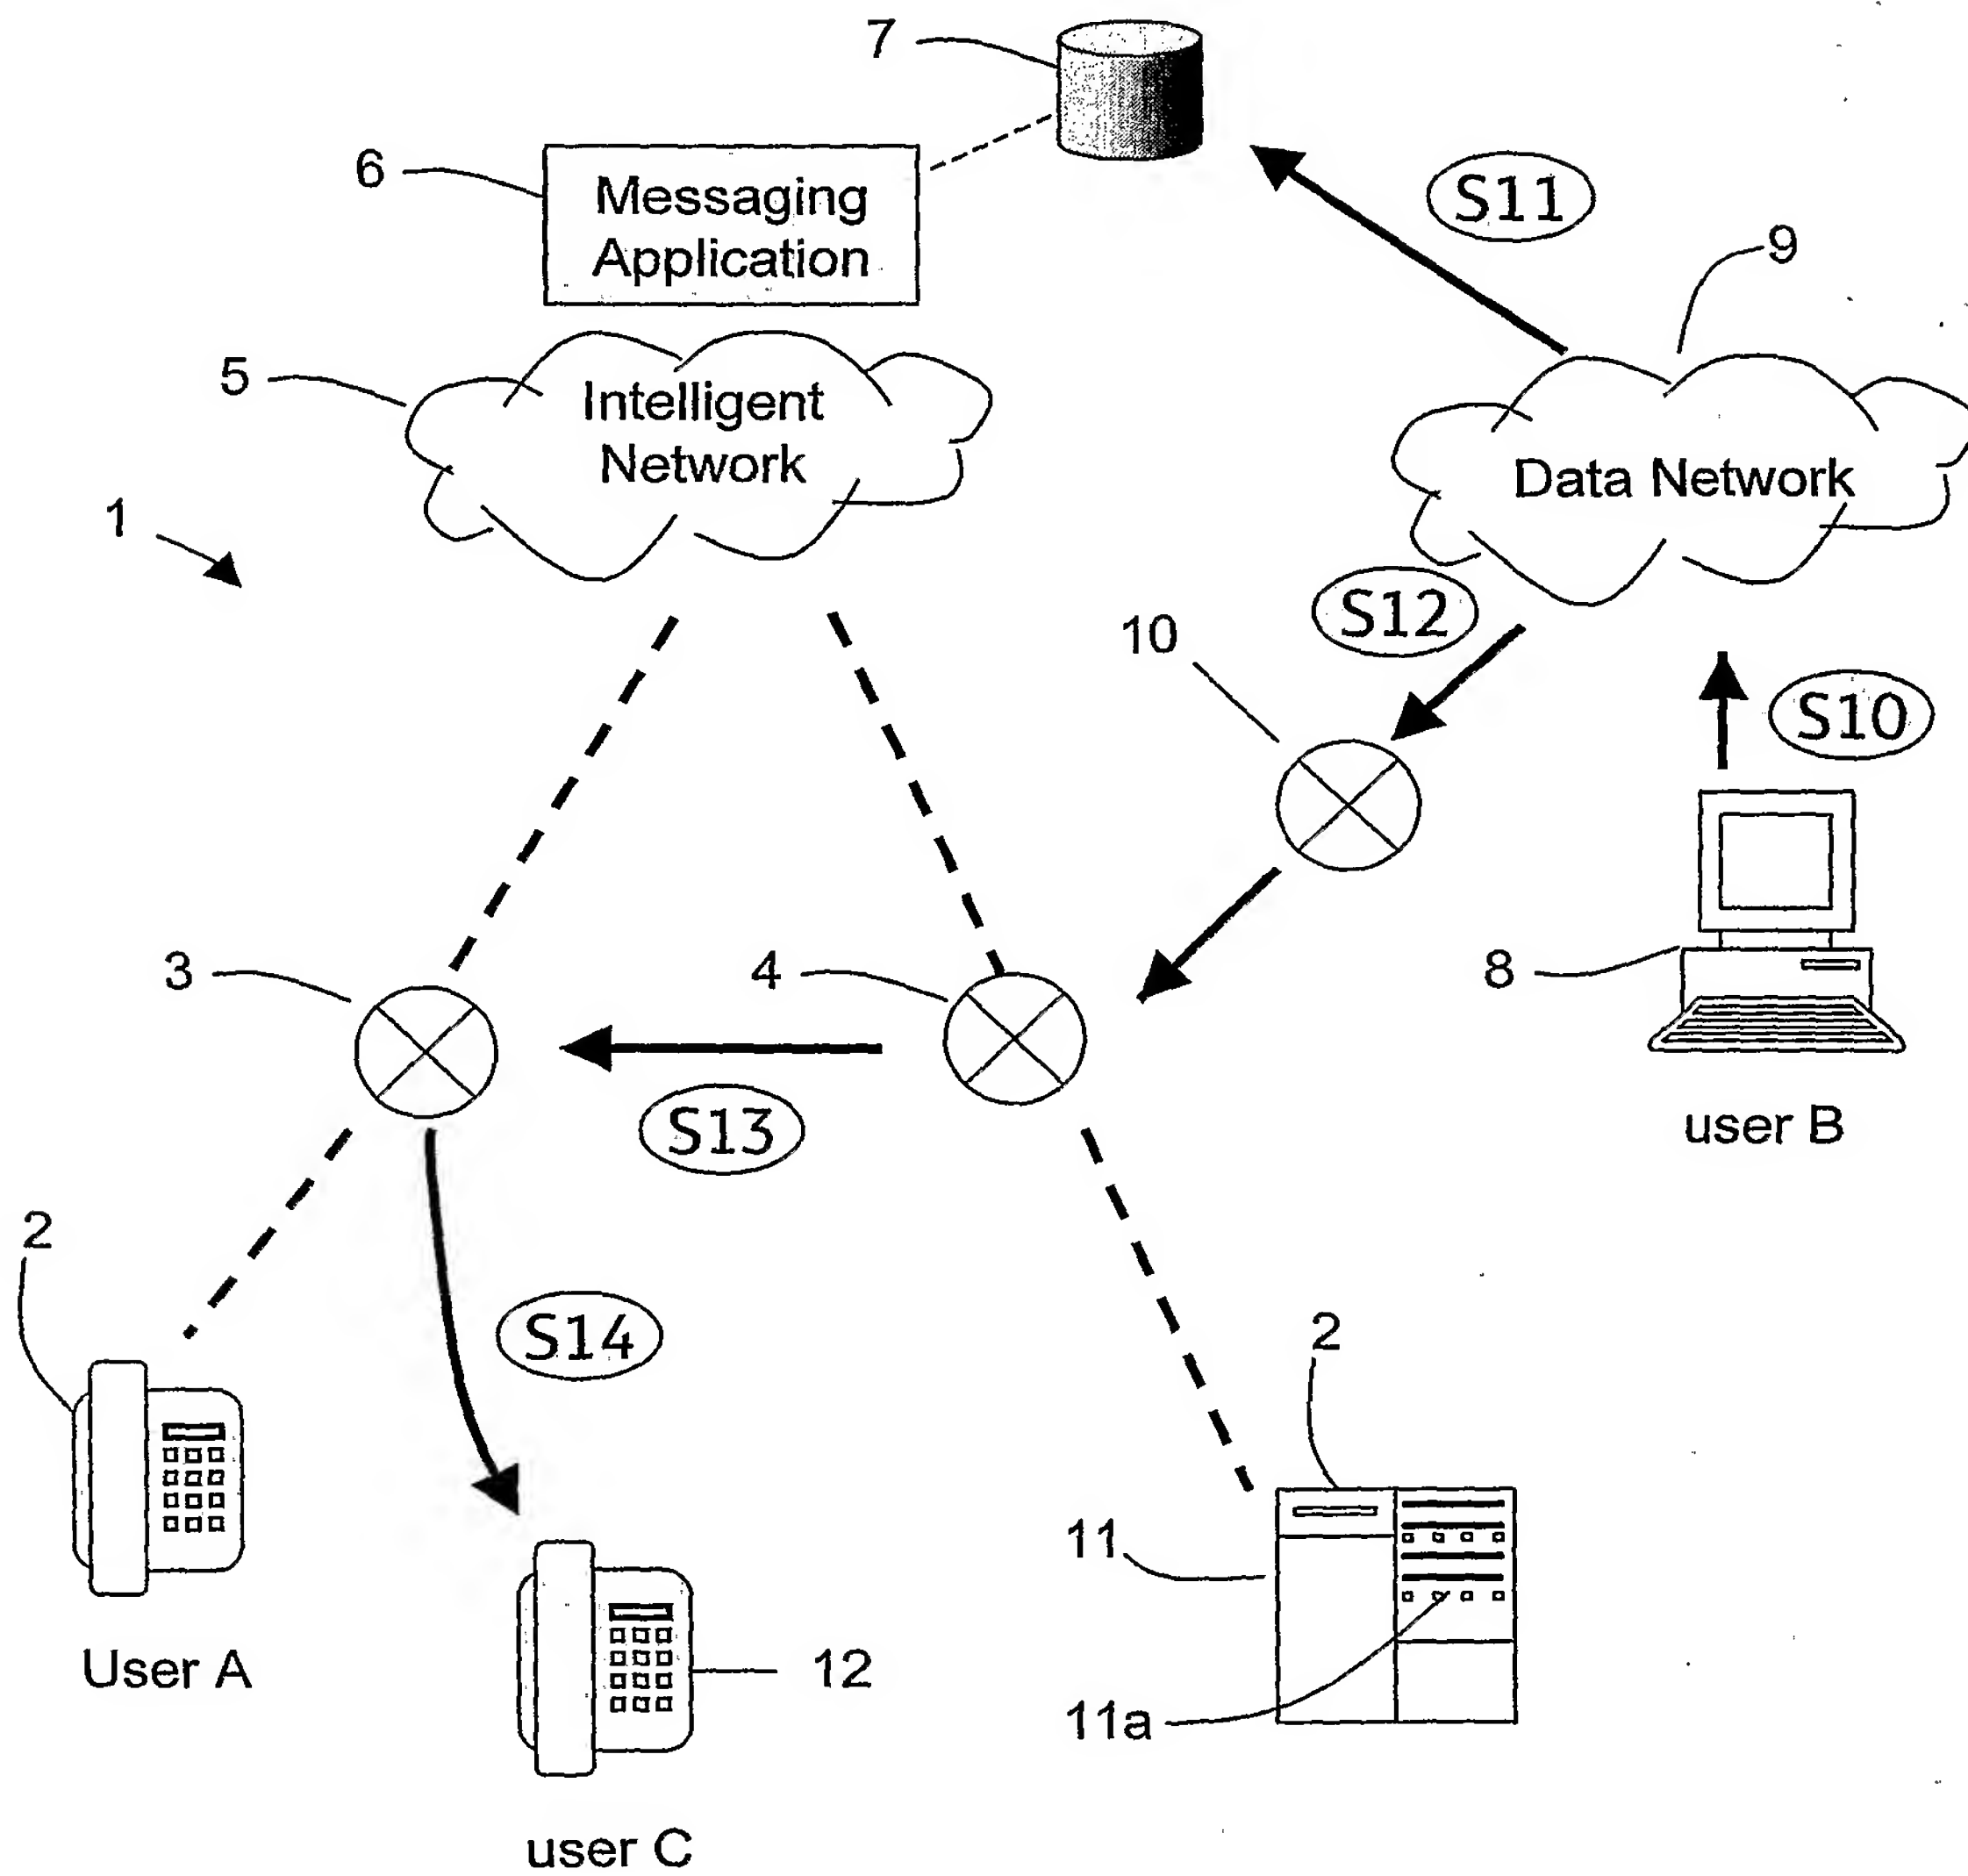 7
6
Messaging
Application
S11
9
5
Intelligent
Network
Data Network
1
S12
10
S10
3
4
8
S13
user B
2
S14
2
11
User A
12
11a
user C